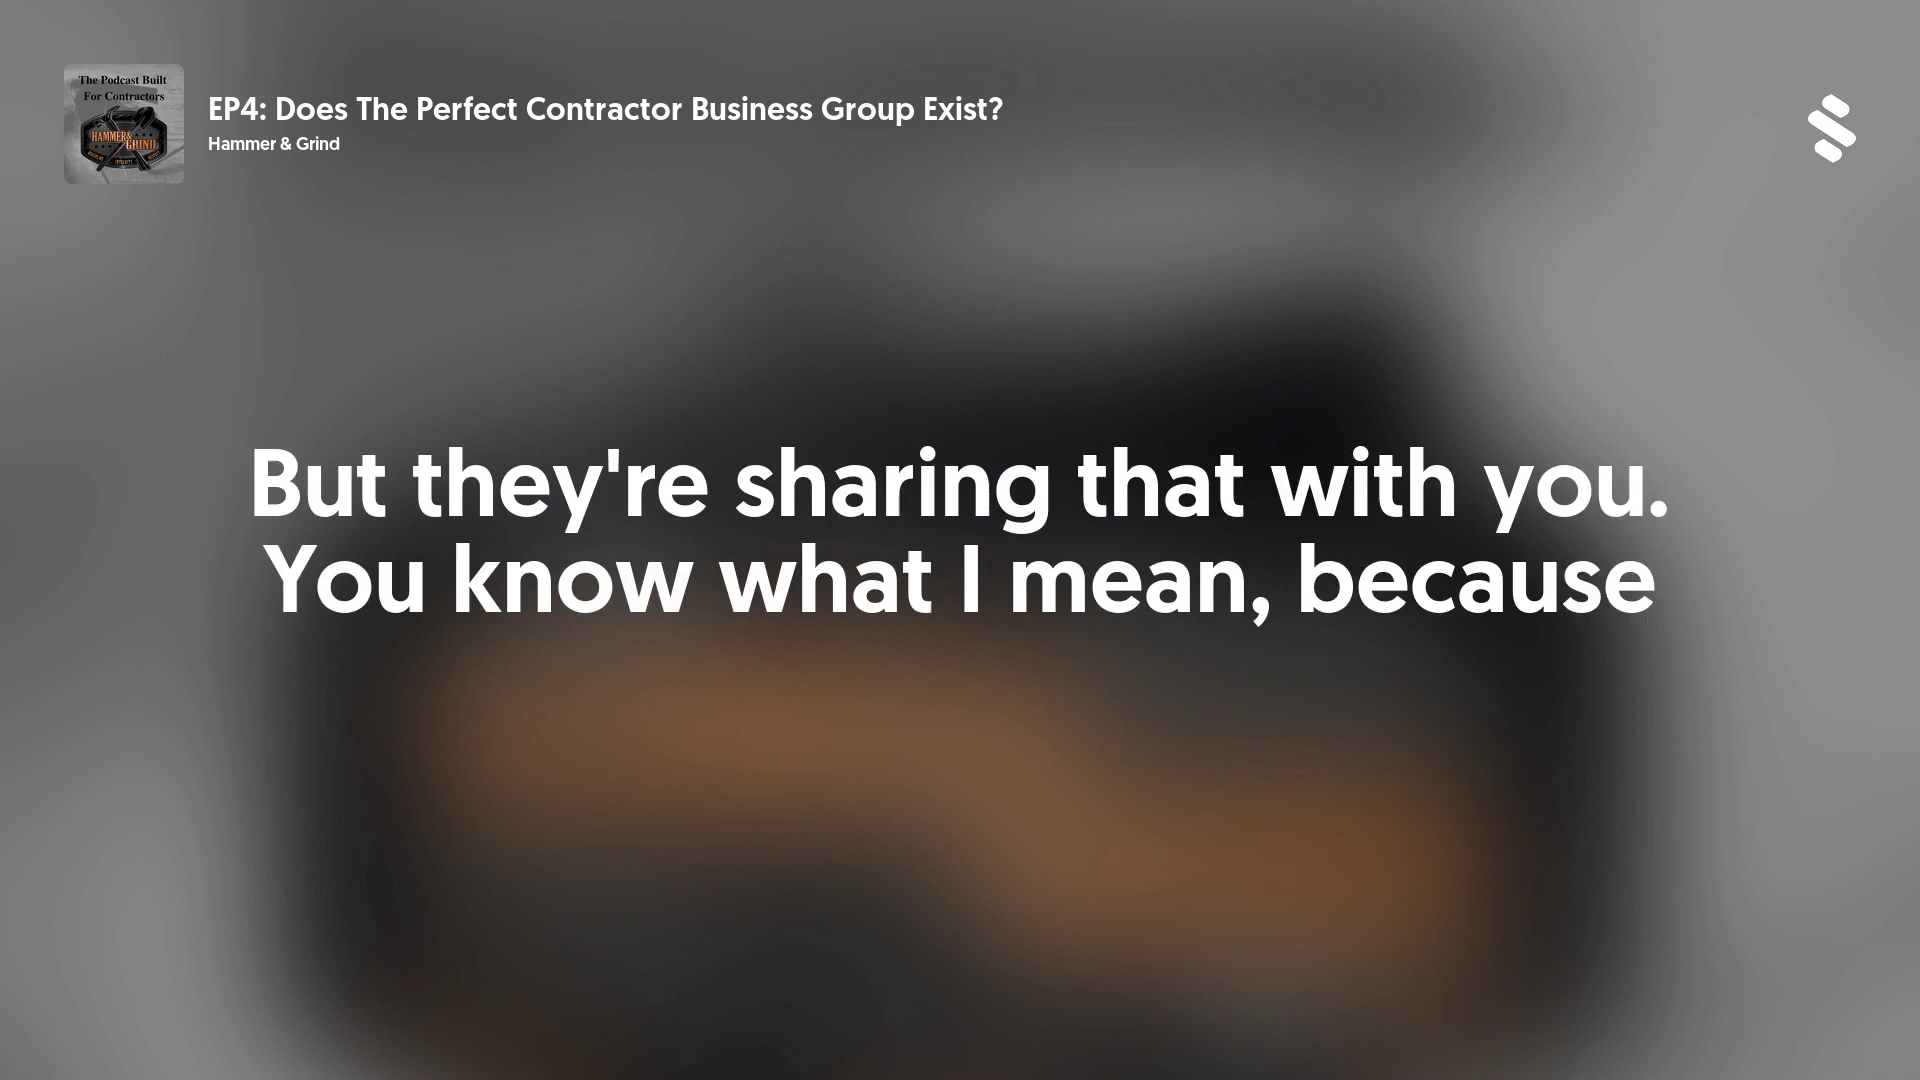 The Podcast Built
For Contractors
HAMMER&
GRIND
EP4: Does The Perfect Contractor Business Group Exist?
Hammer & Grind
But they're sharing that with you.
You know what I mean, because